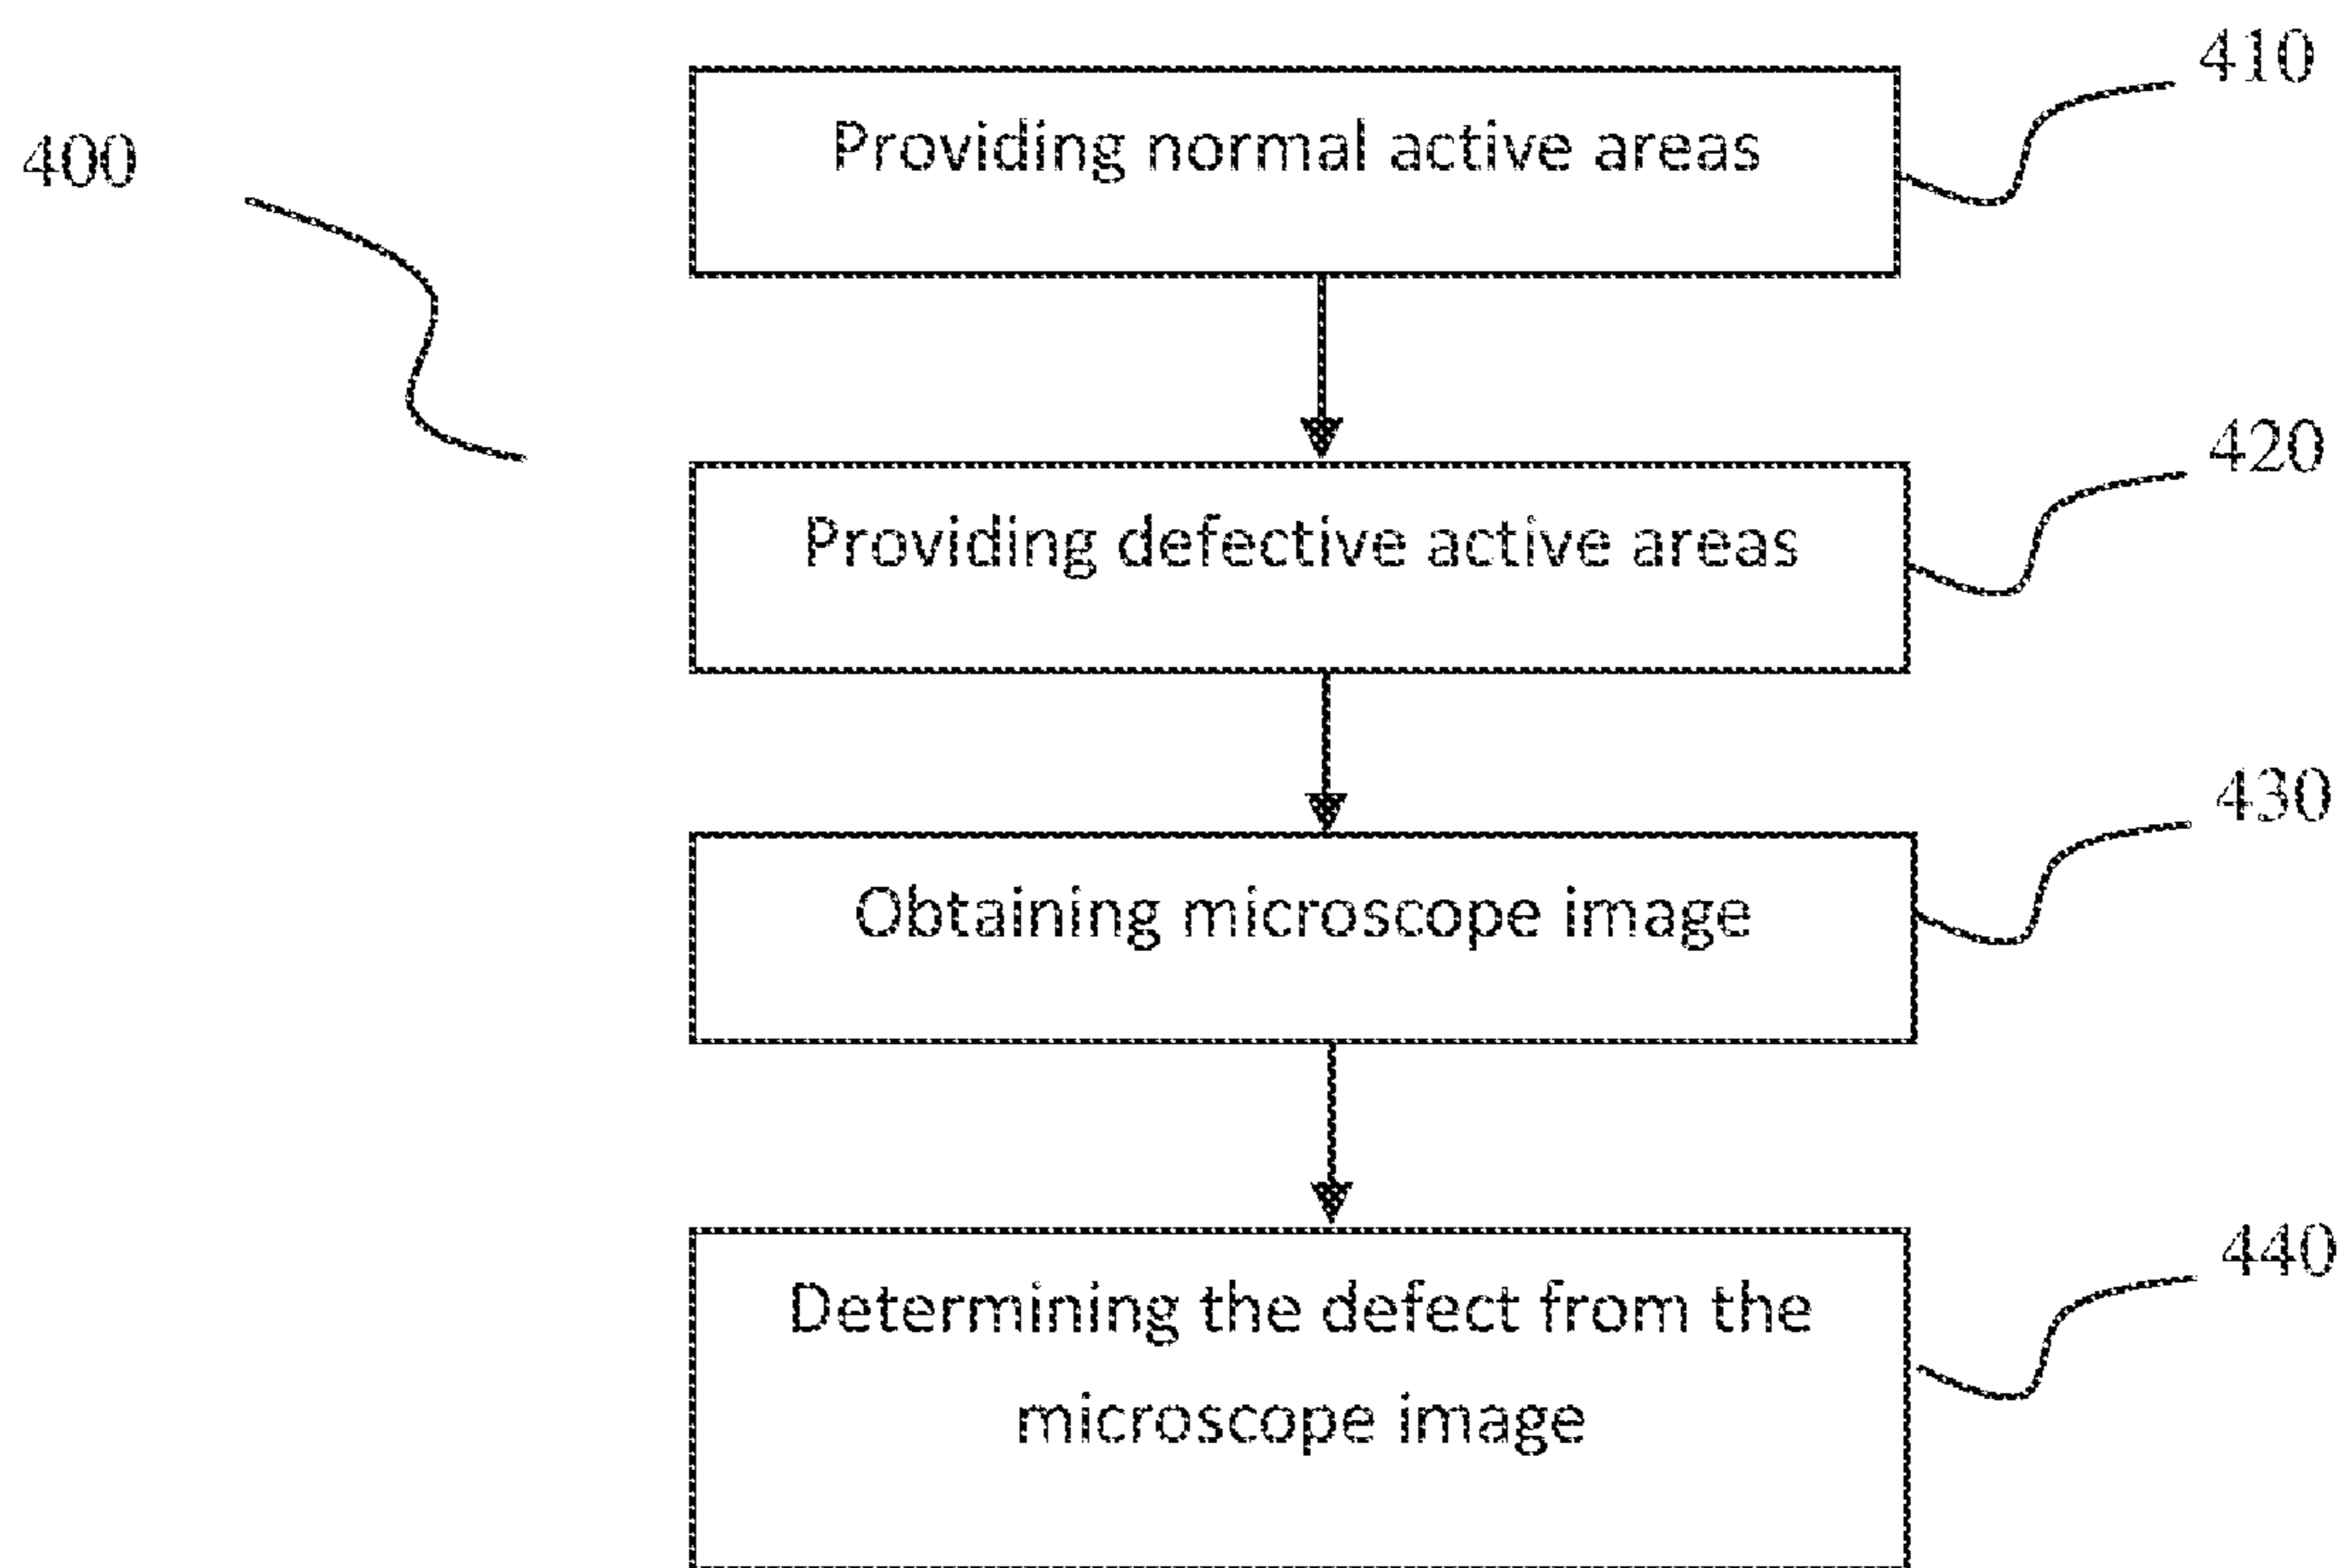 410
400
Providing normal active areas
420
Providing defective active areas
430
Obtaining microscope image
440
Determining the defect from the
microscope image